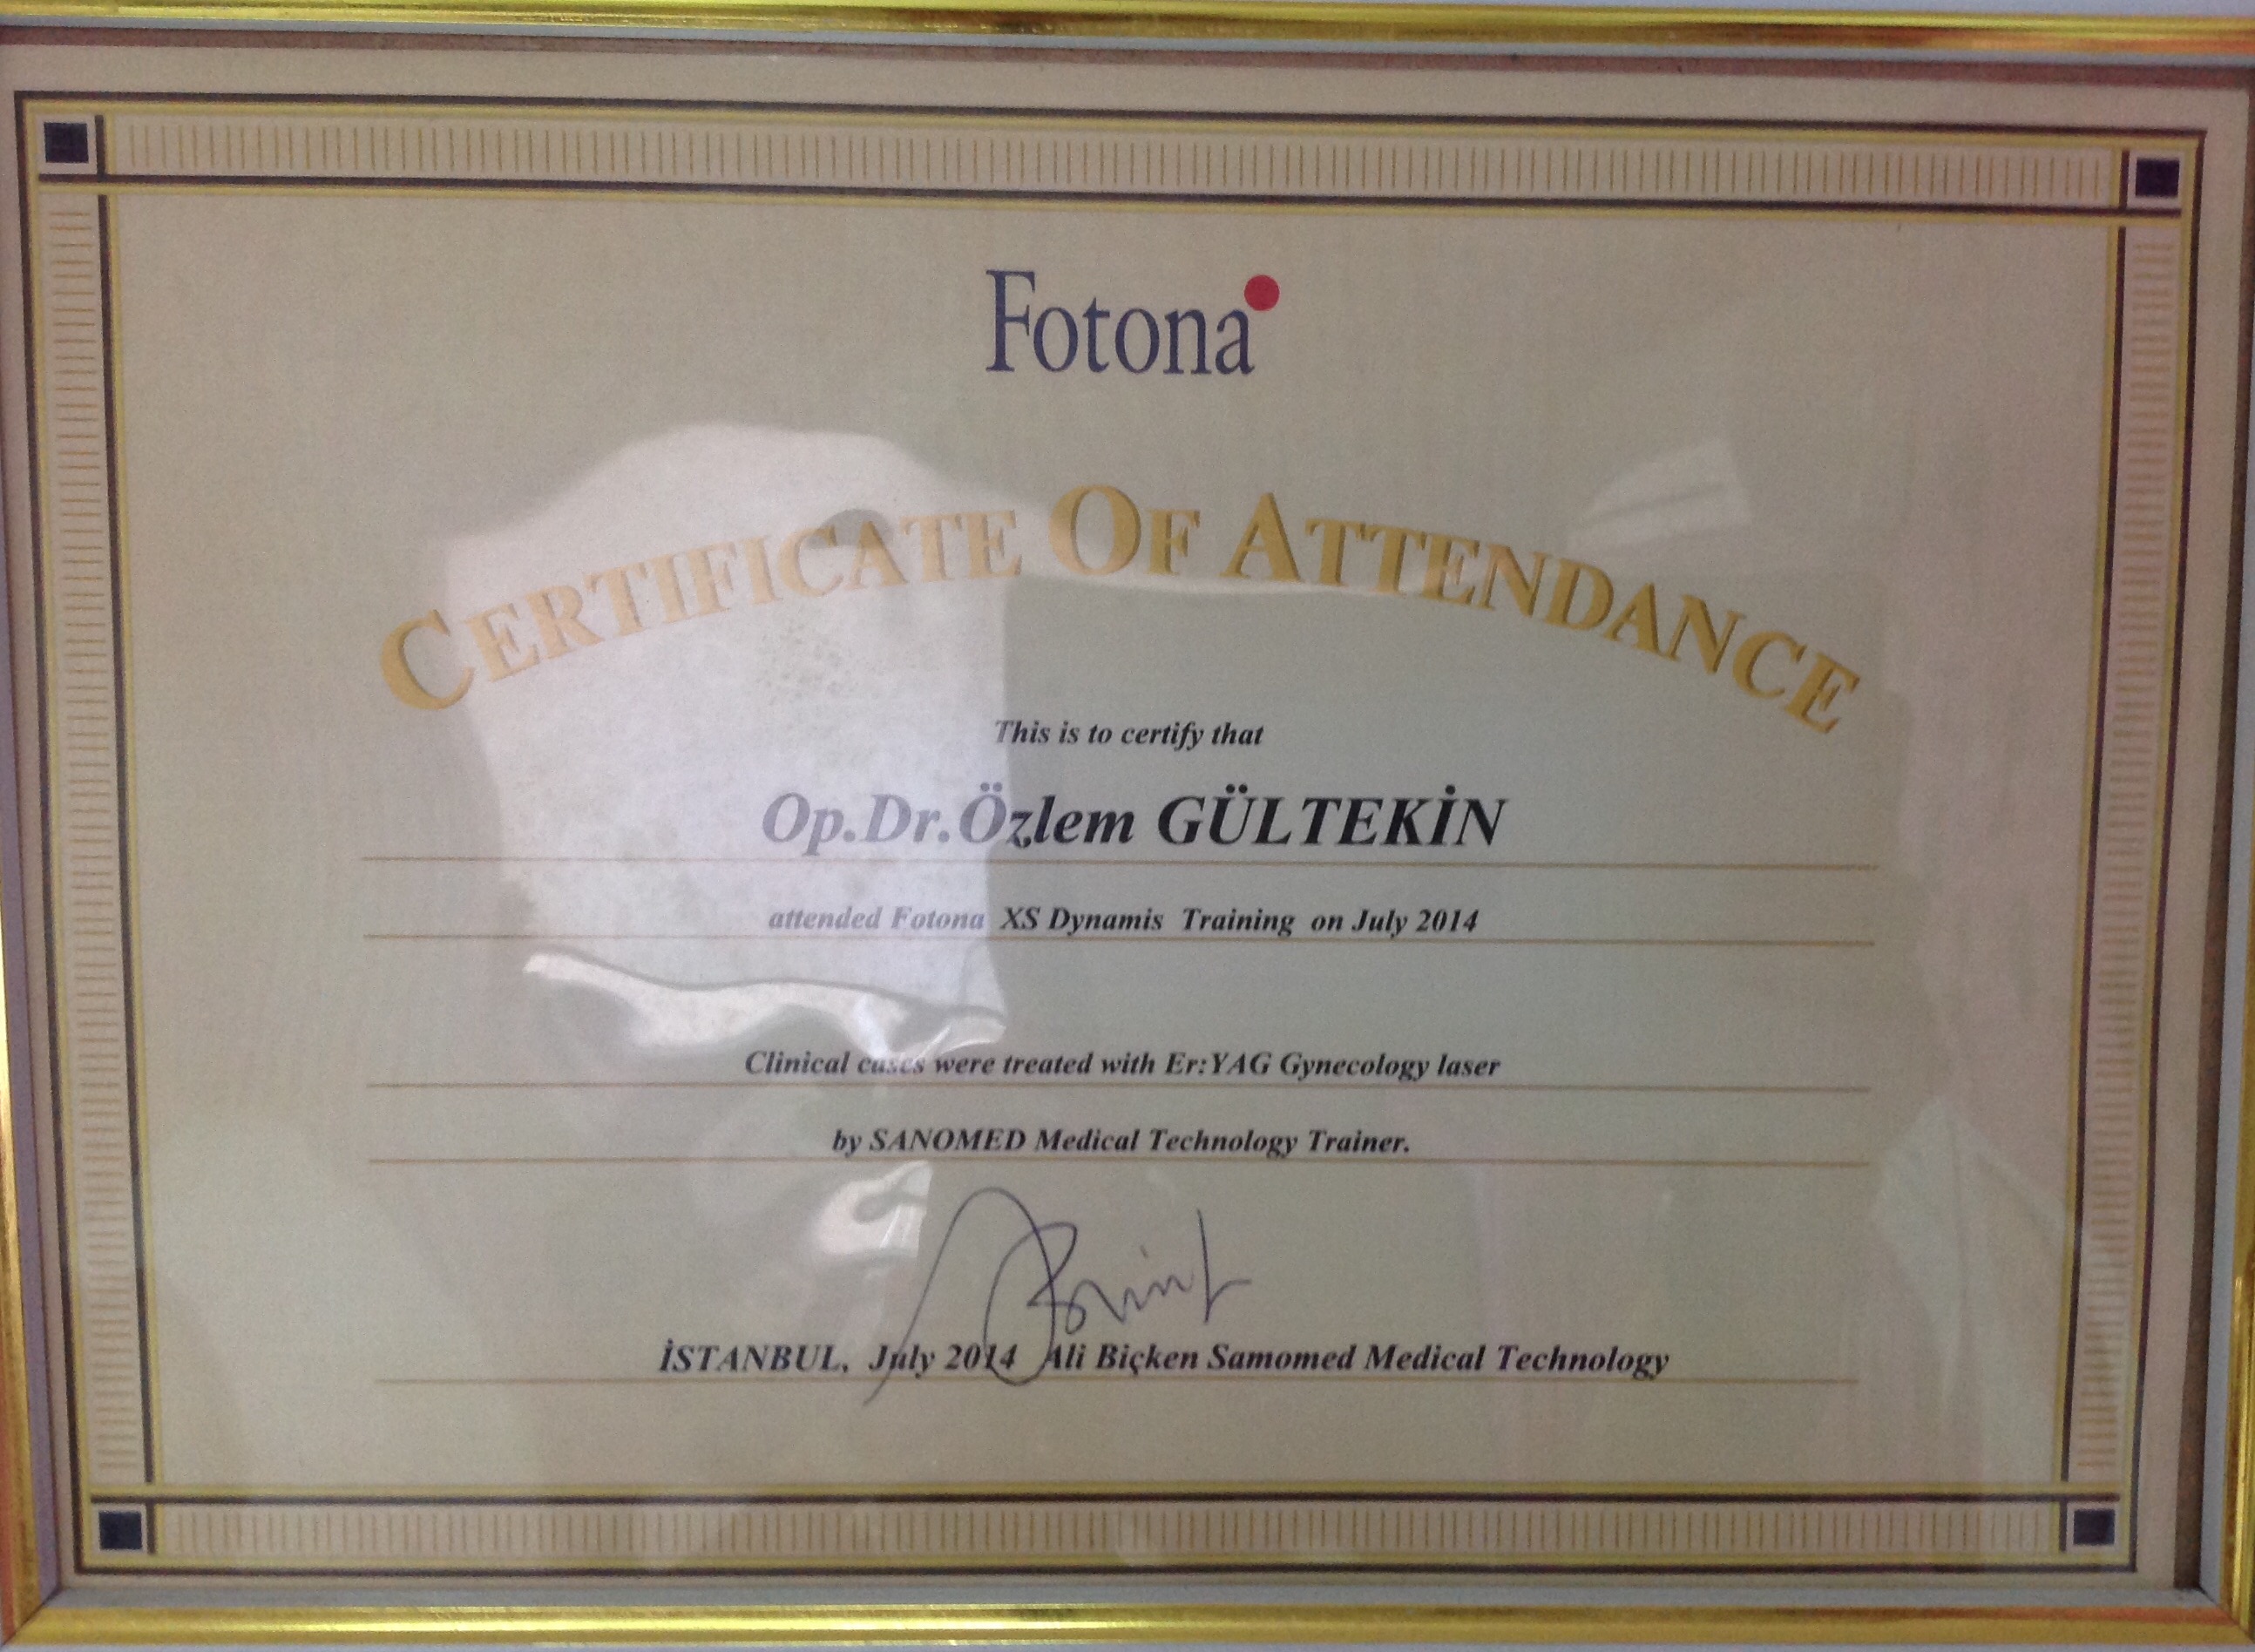 Fotona
CERTIFICATE OF ATTENDANCE
This is to certify that
Op.Dr.Özlem GÜLTEKİN
attended Fotona XS Dynamis Training on July 2014
Clinical cases were treated with Er:YAG Gynecology laser
by SANOMED Medical Technology Trainer.
İSTANBUL, July 2014 Ali Biçken Samomed Medical Technology